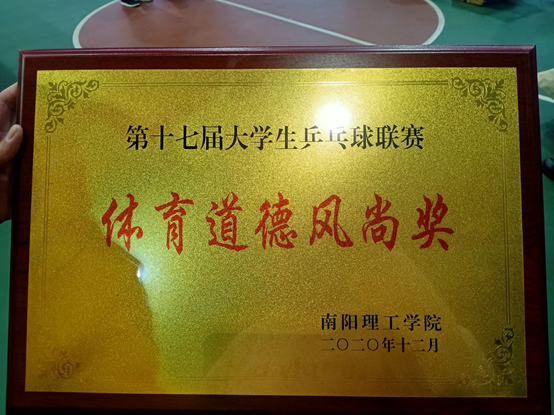 第十七届大学生乒乓球联赛
体育道德风尚奖
南阳理工学院
二〇二〇年十二月